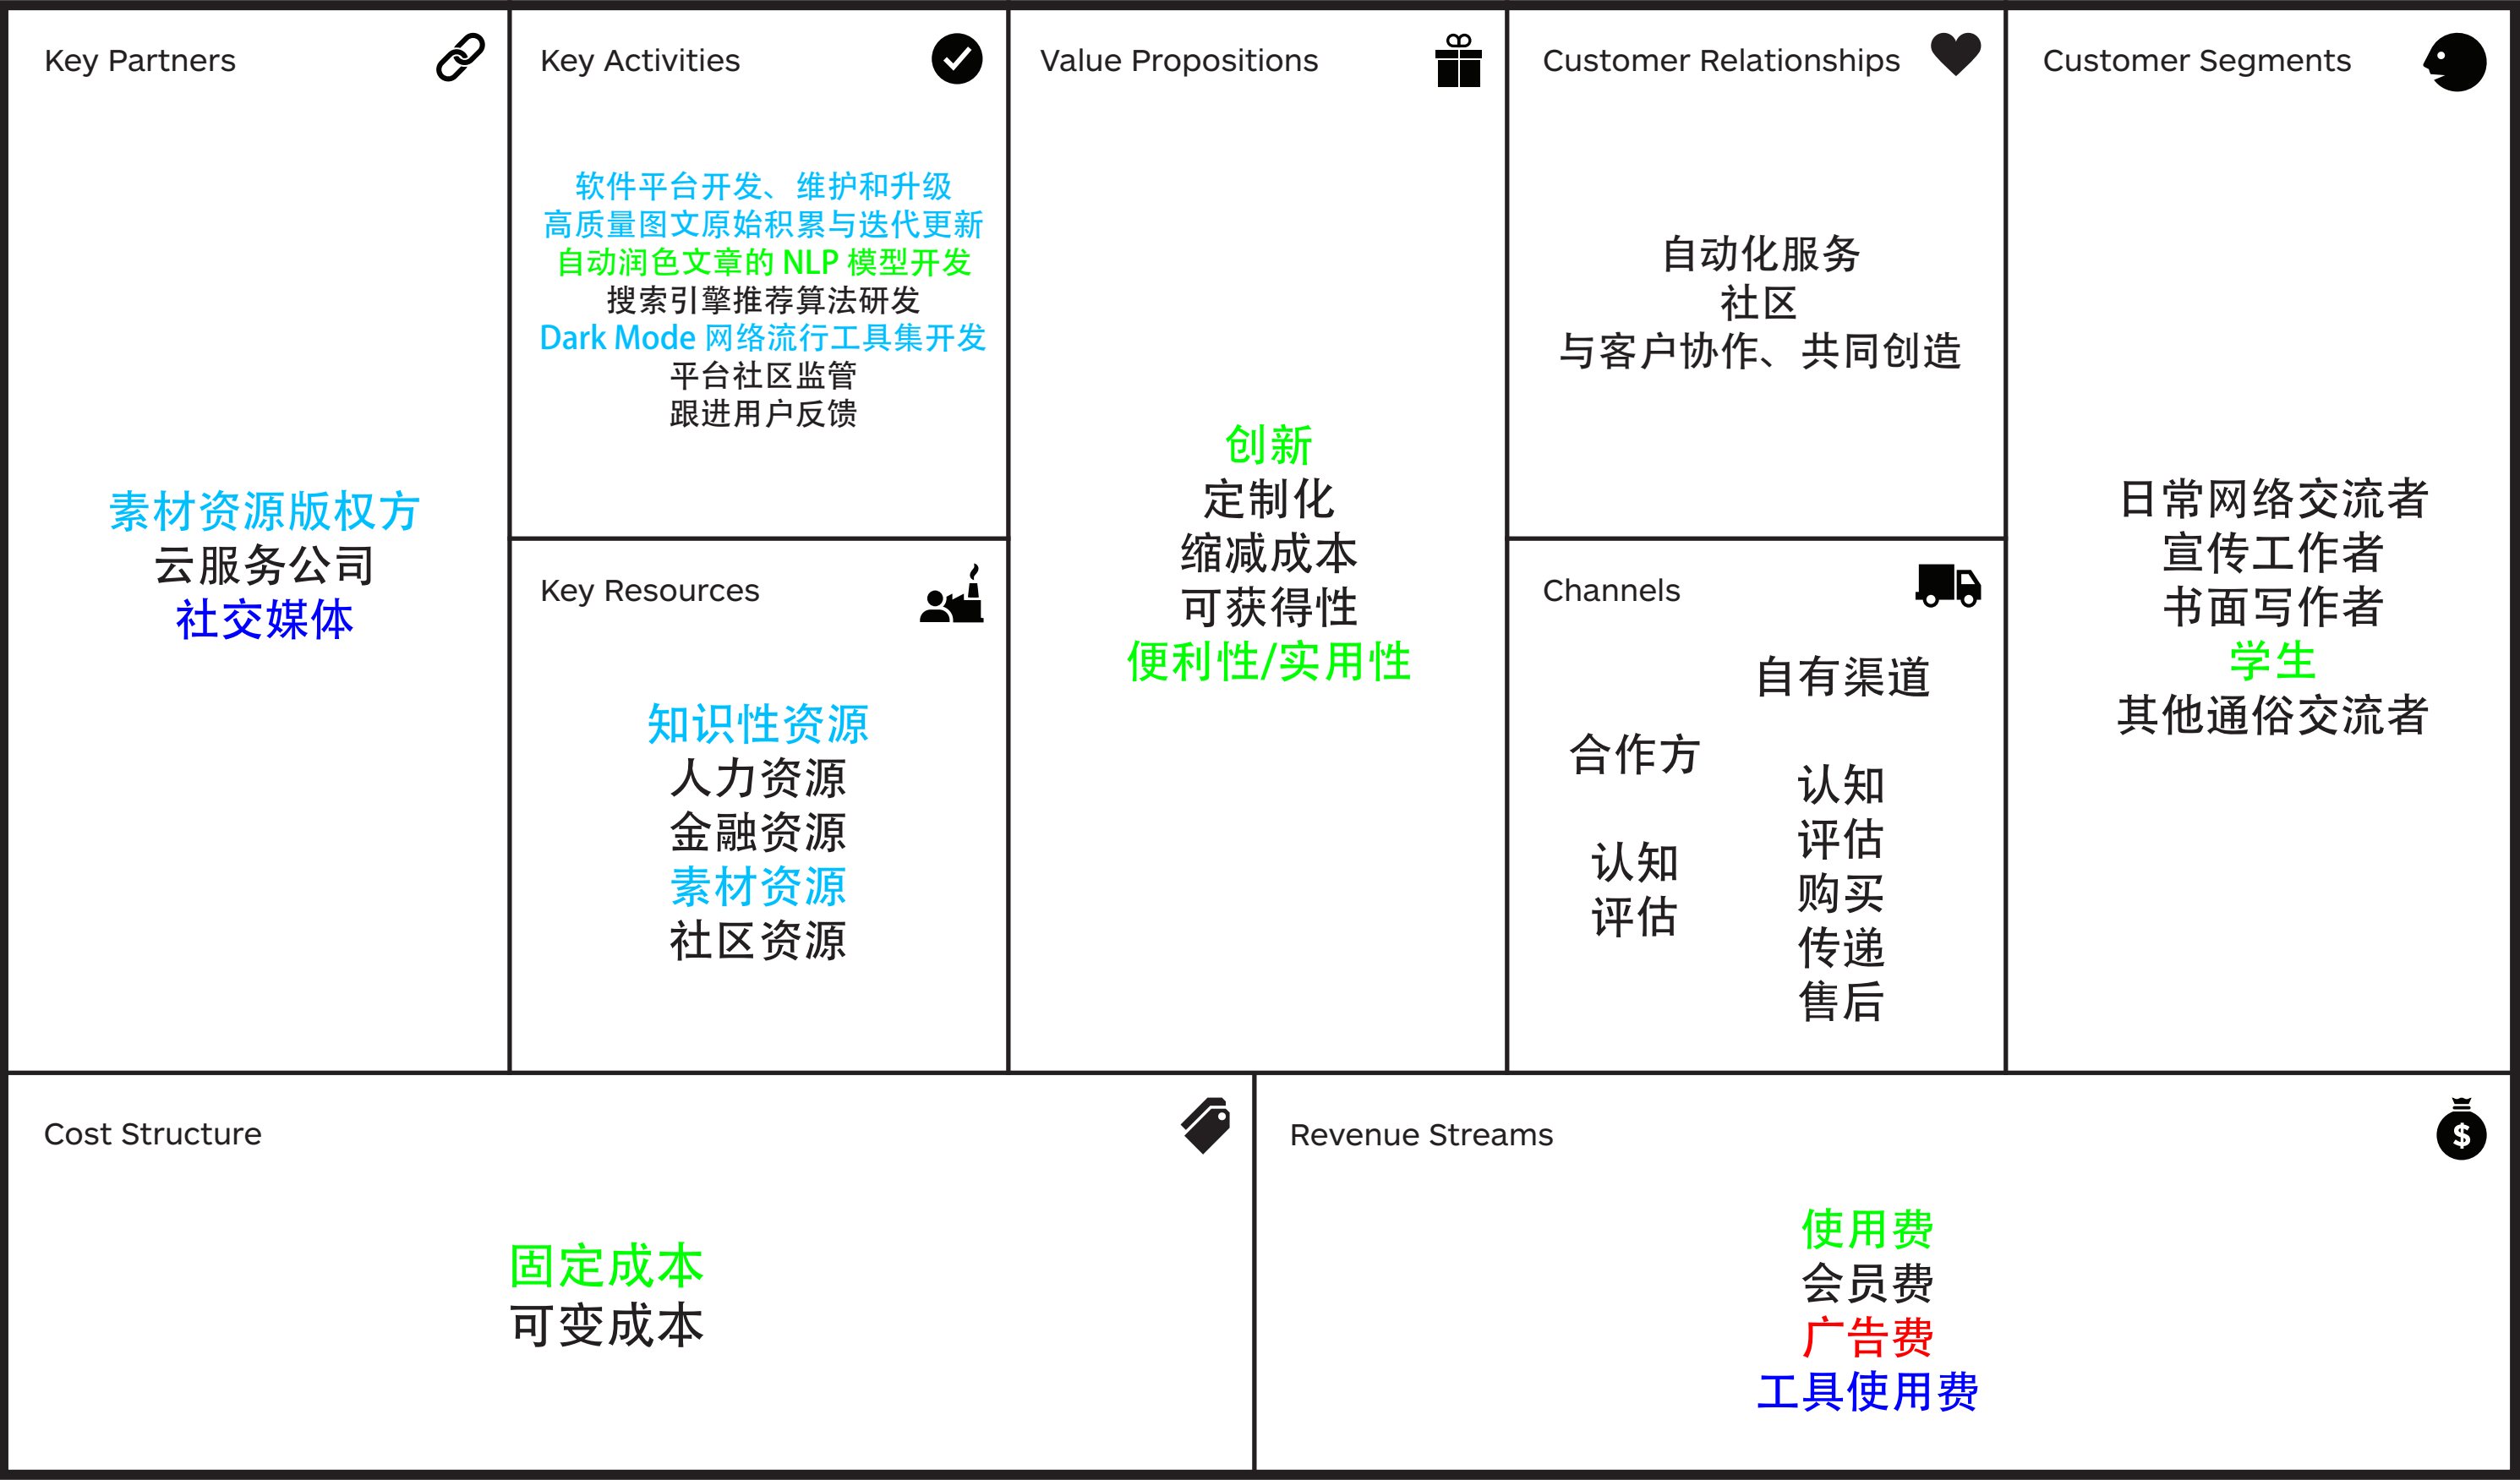 Key Partners
素材资源版权方
云服务公司
社交媒体
Key Activities
软件平台开发、维护和升级
高质量图文原始积累与迭代更新
自动润色文章的 NLP 模型开发
搜索引擎推荐算法研发
Dark Mode 网络流行工具集开发
平台社区监管
跟进用户反馈
Key Resources
知识性资源
人力资源
金融资源
素材资源
社区资源
Value Propositions
创新
定制化
缩减成本
可获得性
便利性/实用性
Customer Relationships
自动化服务
社区
与客户协作、共同创造
Channels
合作方
认知
评估
自有渠道
认知
评估
购买
传递
售后
Customer Segments
日常网络交流者
宣传工作者
书面写作者
学生
其他通俗交流者
Cost Structure
固定成本
可变成本
Revenue Streams
$
使用费
会员费
广告费
工具使用费